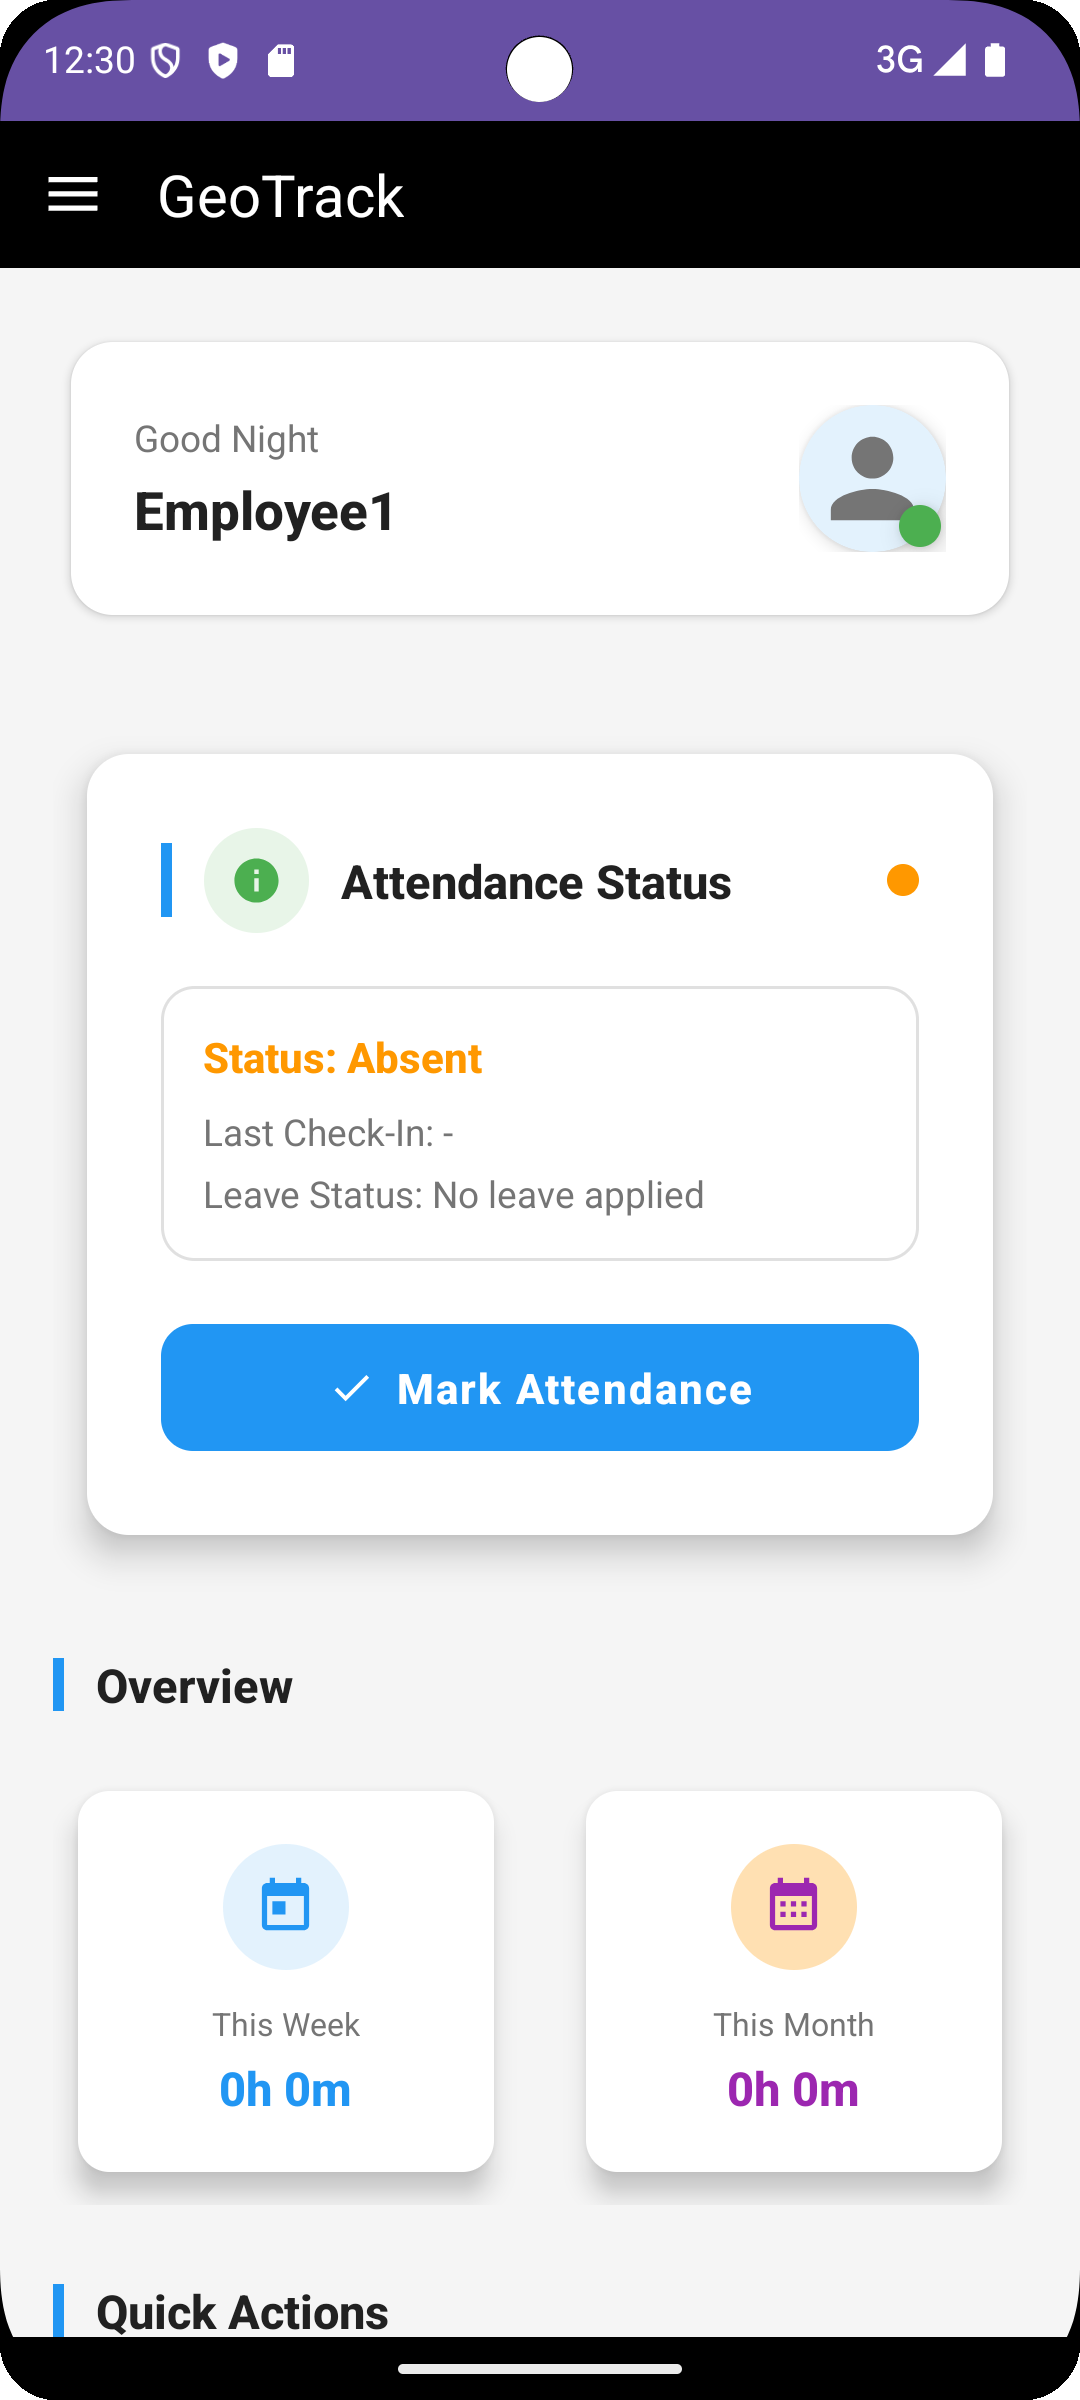 12:30
3G
GeoTrack
Good Night
Employee1
Attendance Status
Status: Absent
Last Check-In: -
Leave Status: No leave applied
Mark Attendance
Overview
This Week
0h 0m
This Month
0h 0m
Quick Actions